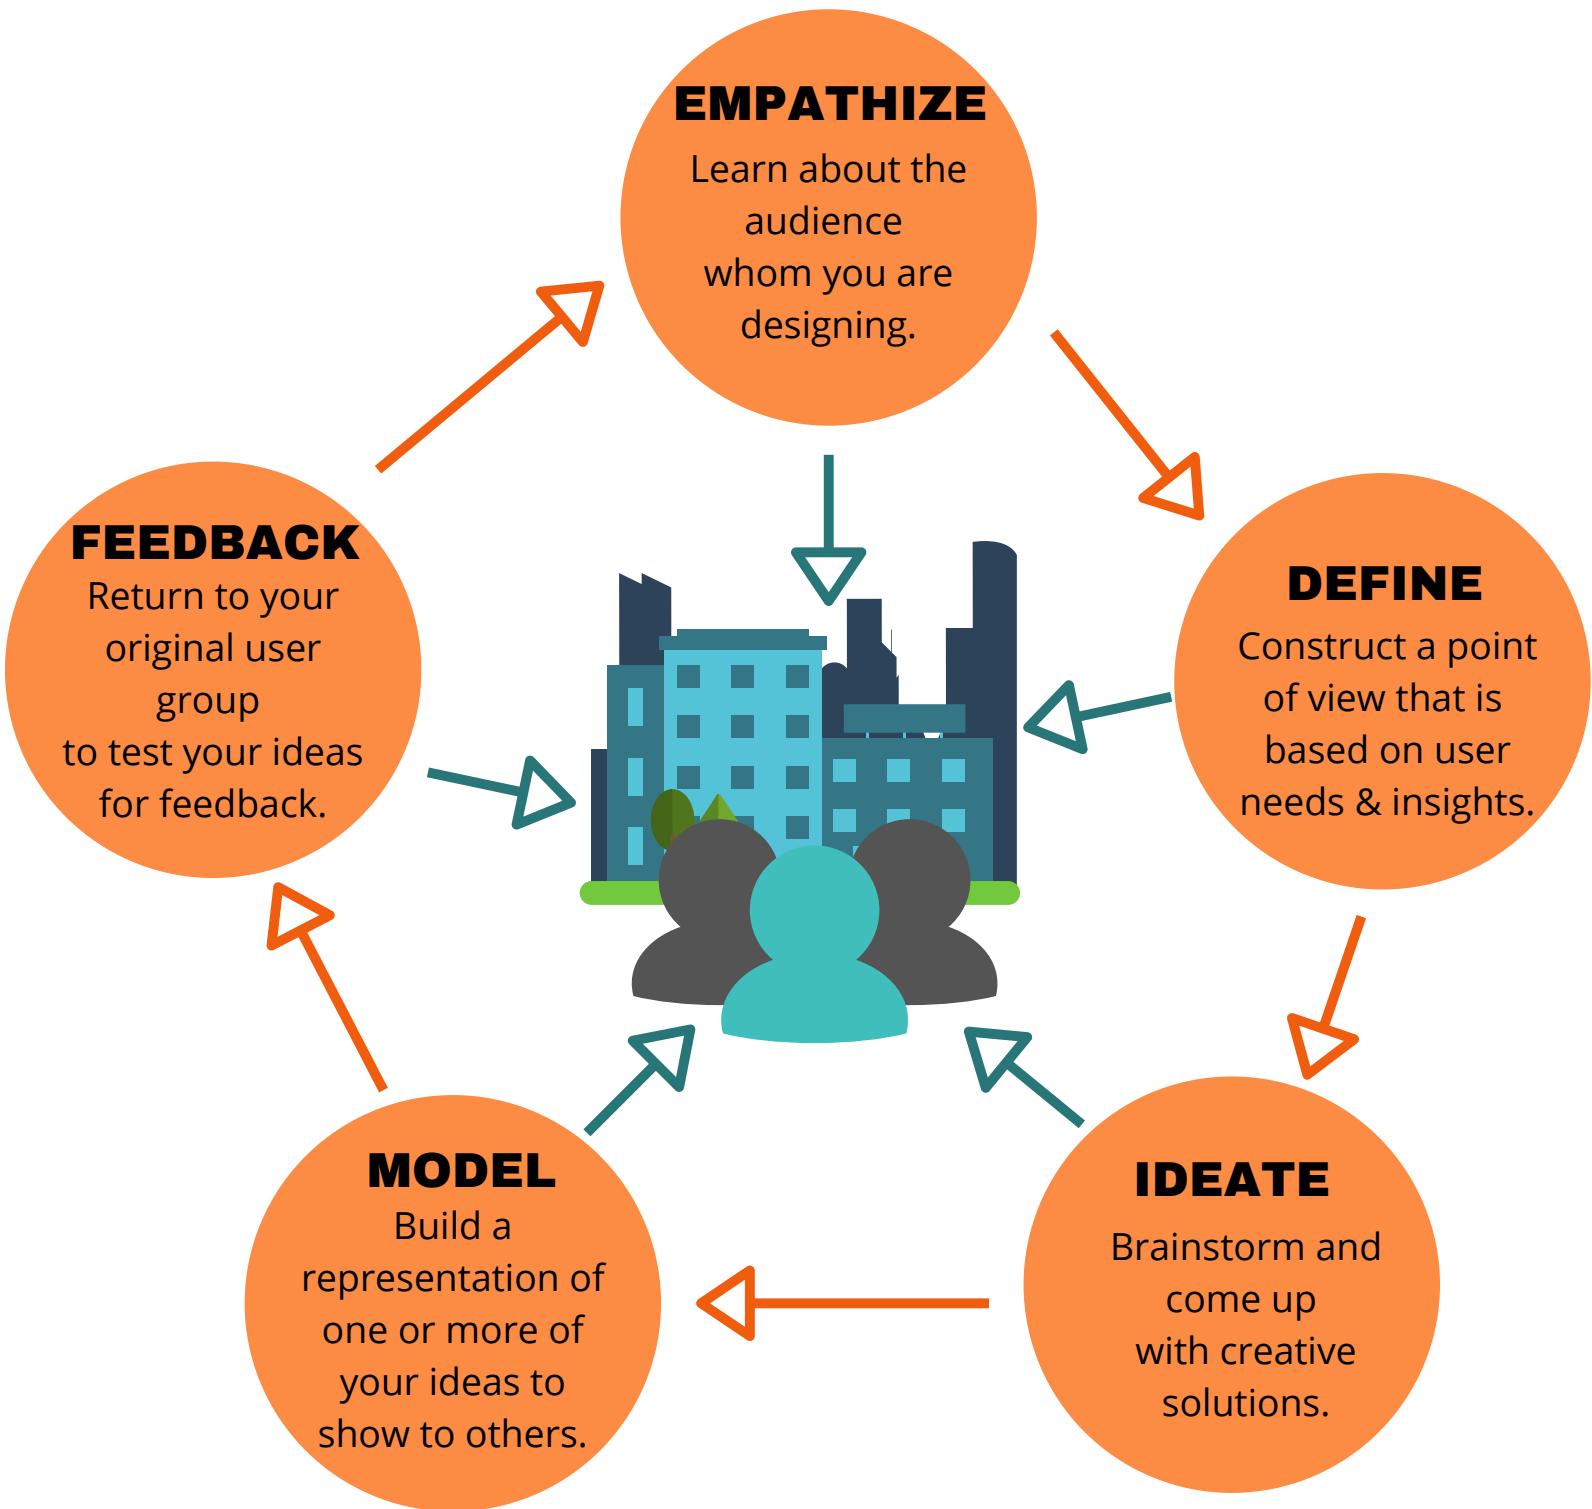 EMPATHIZE
Learn about the
audience
whom you are
designing.
DEFINE
Construct a point
of view that is
based on user
needs & insights.
IDEATE
Brainstorm and
come up
with creative
solutions.
MODEL
Build a
representation of
one or more of
your ideas to
show to others.
FEEDBACK
Return to your
original user
group
to test your ideas
for feedback.